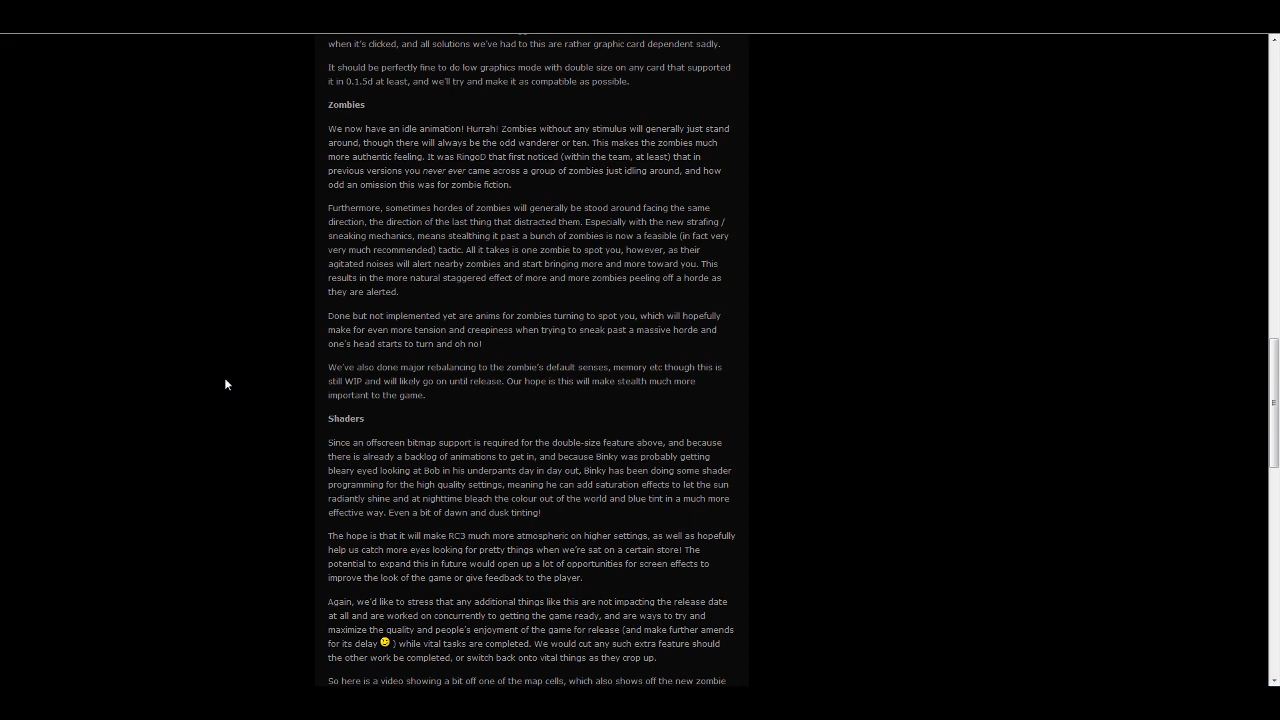 when it's clicked, and all solutions we've had to this are rather graphic card dependent sadly.
It should be perfectly fine to do low graphics mode with double size on any card that supported
it in 0.1.5d at least, and we'll try and make it as compatible as possible.
Zombies
We now have an idle animation! Hurrah! Zombies without any stimulus will generally just stand
around, though there will always be the odd wanderer or ten. This makes the zombies much
more authentic feeling. It was RingoD that first noticed (within the team, at least) that in
previous versions you never ever came across a group of zombies just idling around, and how
odd an omission this was for zombie fiction.
Furthermore, sometimes hordes of zombies will generally be stood around facing the same
direction, the direction of the last thing that distracted them. Especially with the new strafing /
sneaking mechanics, means stealthing it past a bunch of zombies is now a feasible (in fact very
very much recommended) tactic. All it takes is one zombie to spot you, however, as their
agitated noises will alert nearby zombies and start bringing more and more toward you. This
results in the more natural staggered effect of more and more zombies peeling off a horde as
they are alerted.
Done but not implemented yet are anims for zombies turning to spot you, which will hopefully
make for even more tension and creepiness when trying to sneak past a massive horde and
one's head starts to turn and oh no!
We've also done major rebalancing to the zombie's default senses, memory etc though this is
still WIP and will likely go on until release. Our hope is this will make stealth much more
important to the game.
Shaders
Since an offscreen bitmap support is required for the double-size feature above, and because
there is already a backlog of animations to get in, and because Binky was probably getting
bleary eyed looking at Bob in his underpants day in day out, Binky has been doing some shader
programming for the high quality settings, meaning he can add saturation effects to let the sun
radiantly shine and at nighttime bleach the colour out of the world and blue tint in a much more
effective way. Even a bit of dawn and dusk tinting!
The hope is that it will make RC3 much more atmospheric on higher settings, as well as hopefully
help us catch more eyes looking for pretty things when we're sat on a certain store! The
potential to expand this in future would open up a lot of opportunities for screen effects to
improve the look of the game or give feedback to the player.
Again, we'd like to stress that any additional things like this are not impacting the release date
at all and are worked on concurrently to getting the game ready, and are ways to try and
maximize the quality and people's enjoyment of the game for release (and make further amends
for its delay ) while vital tasks are completed. We would cut any such extra feature should
the other work be completed, or switch back onto vital things as they crop up.
So here is a video showing a bit off one of the map cells, which also shows off the new zombie